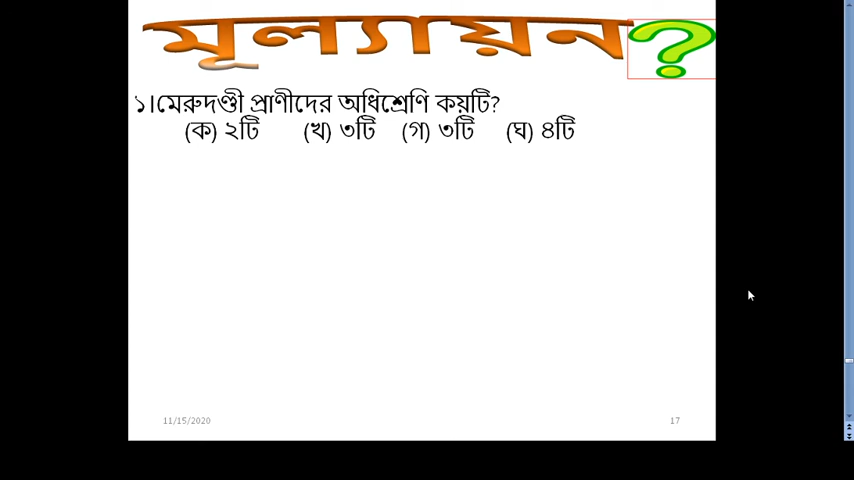 মূল্যায়ন?
১।মেরুদণ্ডী প্রাণীদের অধিশ্রেণি কয়টি?
(ক) ২টি (খ) ৩টি (গ) ৩টি (ঘ) ৪টি
11/15/2020 17